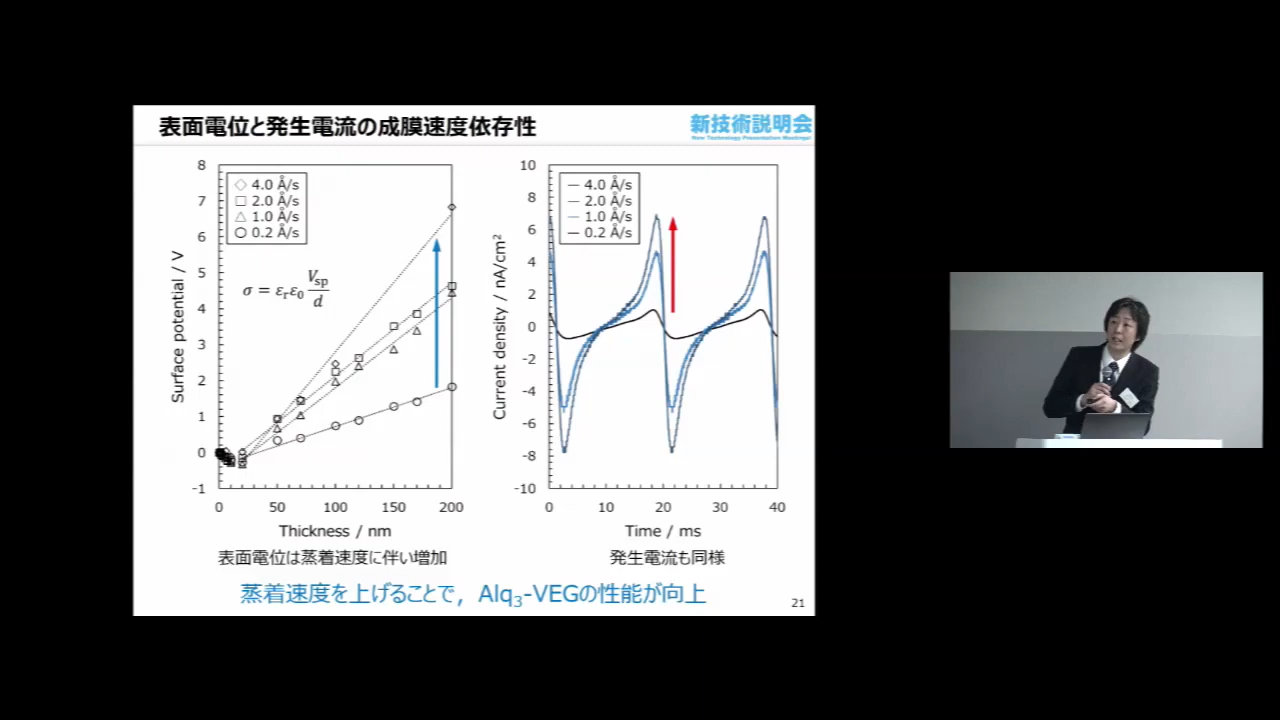 表面電位と発生電流の成膜速度依存性
新技術説明会
New Technology Presentation Meetings!
8
7
6
5
4
3
2
1
0
-1
Surface potential / V
4.0 Å/s
2.0 Å/s
1.0 Å/s
0.2 Å/s
σ = εrε0 Vsp/d
0 50 100 150 200
Thickness / nm
表面電位は蒸着速度に伴い増加
10
8
6
4
2
0
-2
-4
-6
-8
-10
Current density / nA/cm²
4.0 Å/s
2.0 Å/s
1.0 Å/s
0.2 Å/s
0 10 20 30 40
Time / ms
発生電流も同様
蒸着速度を上げることで，Alq₃-VEGの性能が向上
21